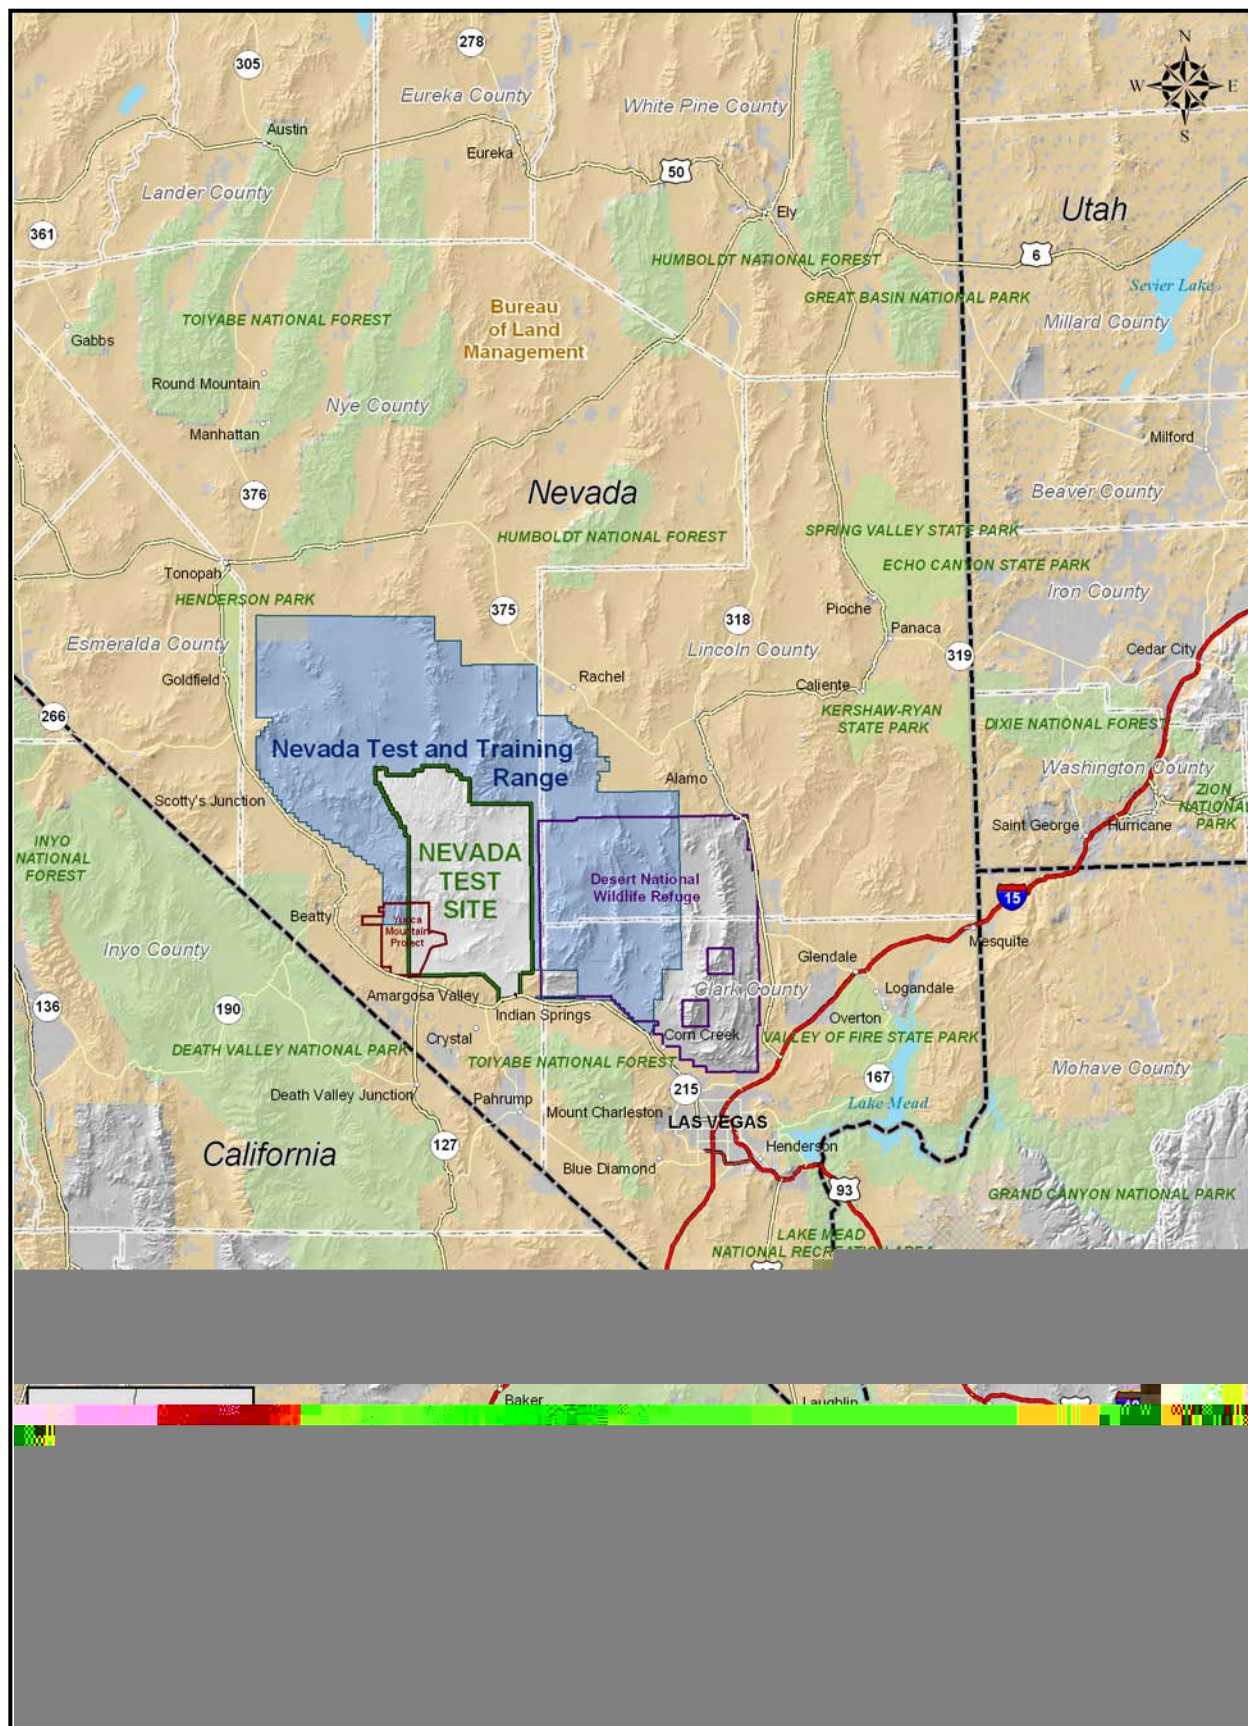 278
305
N
Eureka County
White Pine County
W
E
S
Austin
Eureka
50
Lander County
Ely
Utah
361
6
HUMBOLDT NATIONAL FOREST
Sevier Lake
GREAT BASIN NATIONAL PARK
Bureau
of Land
Management
TOIYABE NATIONAL FOREST
Millard County
Gabbs
Round Mountain
Nye County
Manhattan
Milford
376
Nevada
Beaver County
SPRING VALLEY STATE PARK
HUMBOLDT NATIONAL FOREST
ECHO CANYON STATE PARK
Tonopah
HENDERSON PARK
Iron County
375
Pioche
318
Panaca
Esmeralda County
Lincoln County
319
Cedar City
Goldfield
Rachel
Caliente
266
KERSHAW-RYAN
STATE PARK
DIXIE NATIONAL FOREST
Nevada Test and Training
Range
Alamo
Washington County
Scotty's Junction
ZION
NATIONAL
PARK
Saint George
Hurricane
INYO
NATIONAL
FOREST
NEVADA
TEST
SITE
Desert National
Wildlife Refuge
15
Beatty
Yucca
Mountain
Project
Mesquite
Inyo County
Glendale
Clark County
Logandale
Amargosa Valley
136
190
Indian Springs
Overton
Crystal
Corn Creek
VALLEY OF FIRE STATE PARK
DEATH VALLEY NATIONAL PARK
TOIYABE NATIONAL FOREST
Mohave County
167
215
Death Valley Junction
Pahrump
Mount Charleston
Lake Mead
LAS VEGAS
127
California
Henderson
Blue Diamond
93
GRAND CANYON NATIONAL PARK
LAKE MEAD
NATIONAL RECREATION AREA
Baker
Laughlin